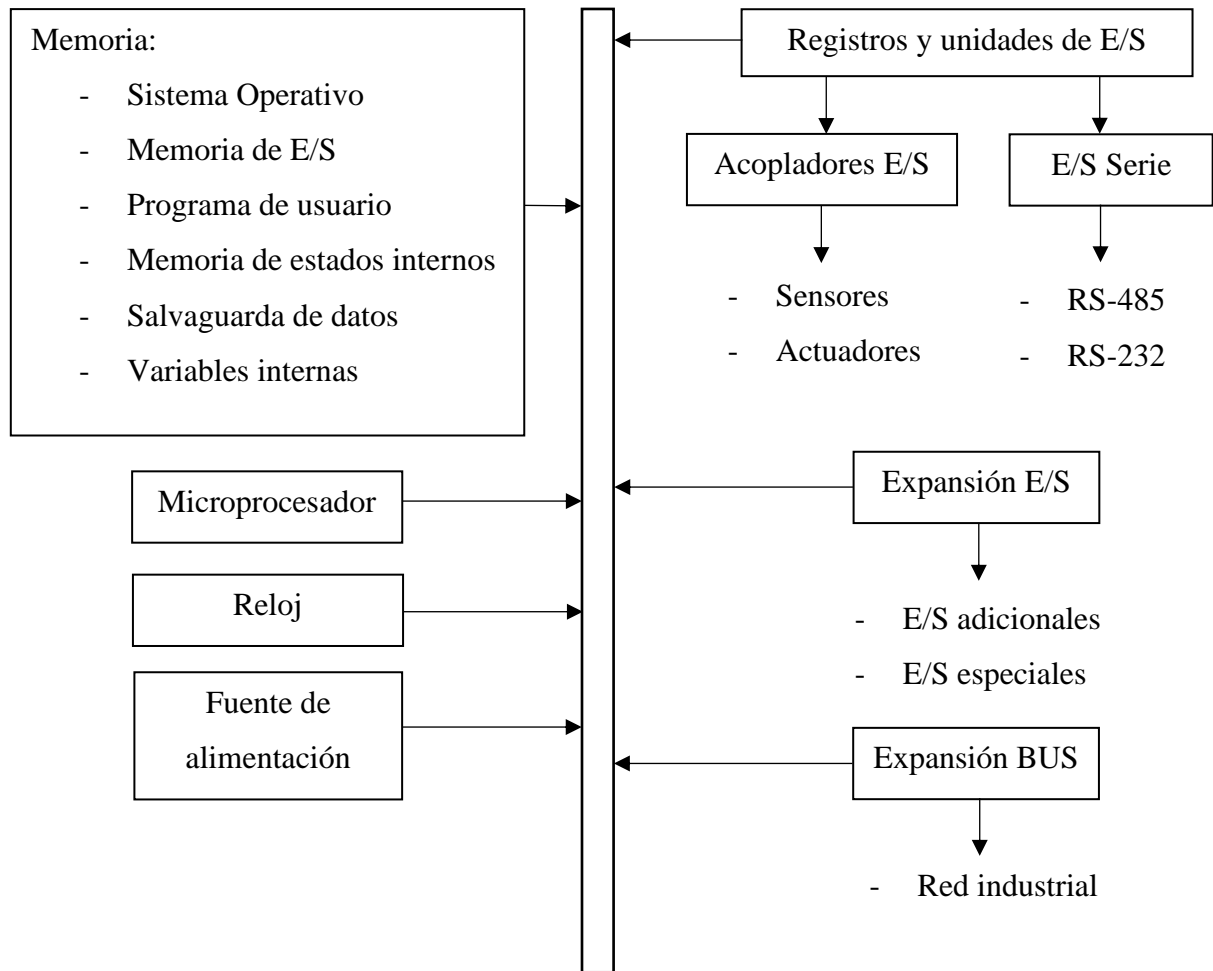 Memoria:
- Sistema Operativo
- Memoria de E/S
- Programa de usuario
- Memoria de estados internos
- Salvaguarda de datos
- Variables internas
Microprocesador
Reloj
Fuente de
alimentación
Registros y unidades de E/S
Acopladores E/S
- Sensores
- Actuadores
E/S Serie
- RS-485
- RS-232
Expansión E/S
- E/S adicionales
- E/S especiales
Expansión BUS
- Red industrial